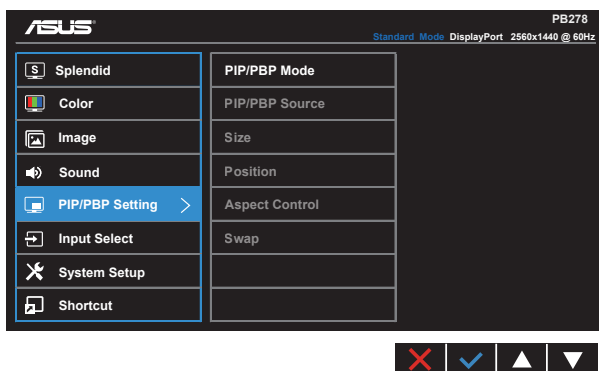 ASUS
PB278
Standard Mode DisplayPort 2560x1440 @ 60Hz
S Splendid
Color
Image
Sound
PIP/PBP Setting
Input Select
System Setup
Shortcut
PIP/PBP Mode
PIP/PBP Source
Size
Position
Aspect Control
Swap